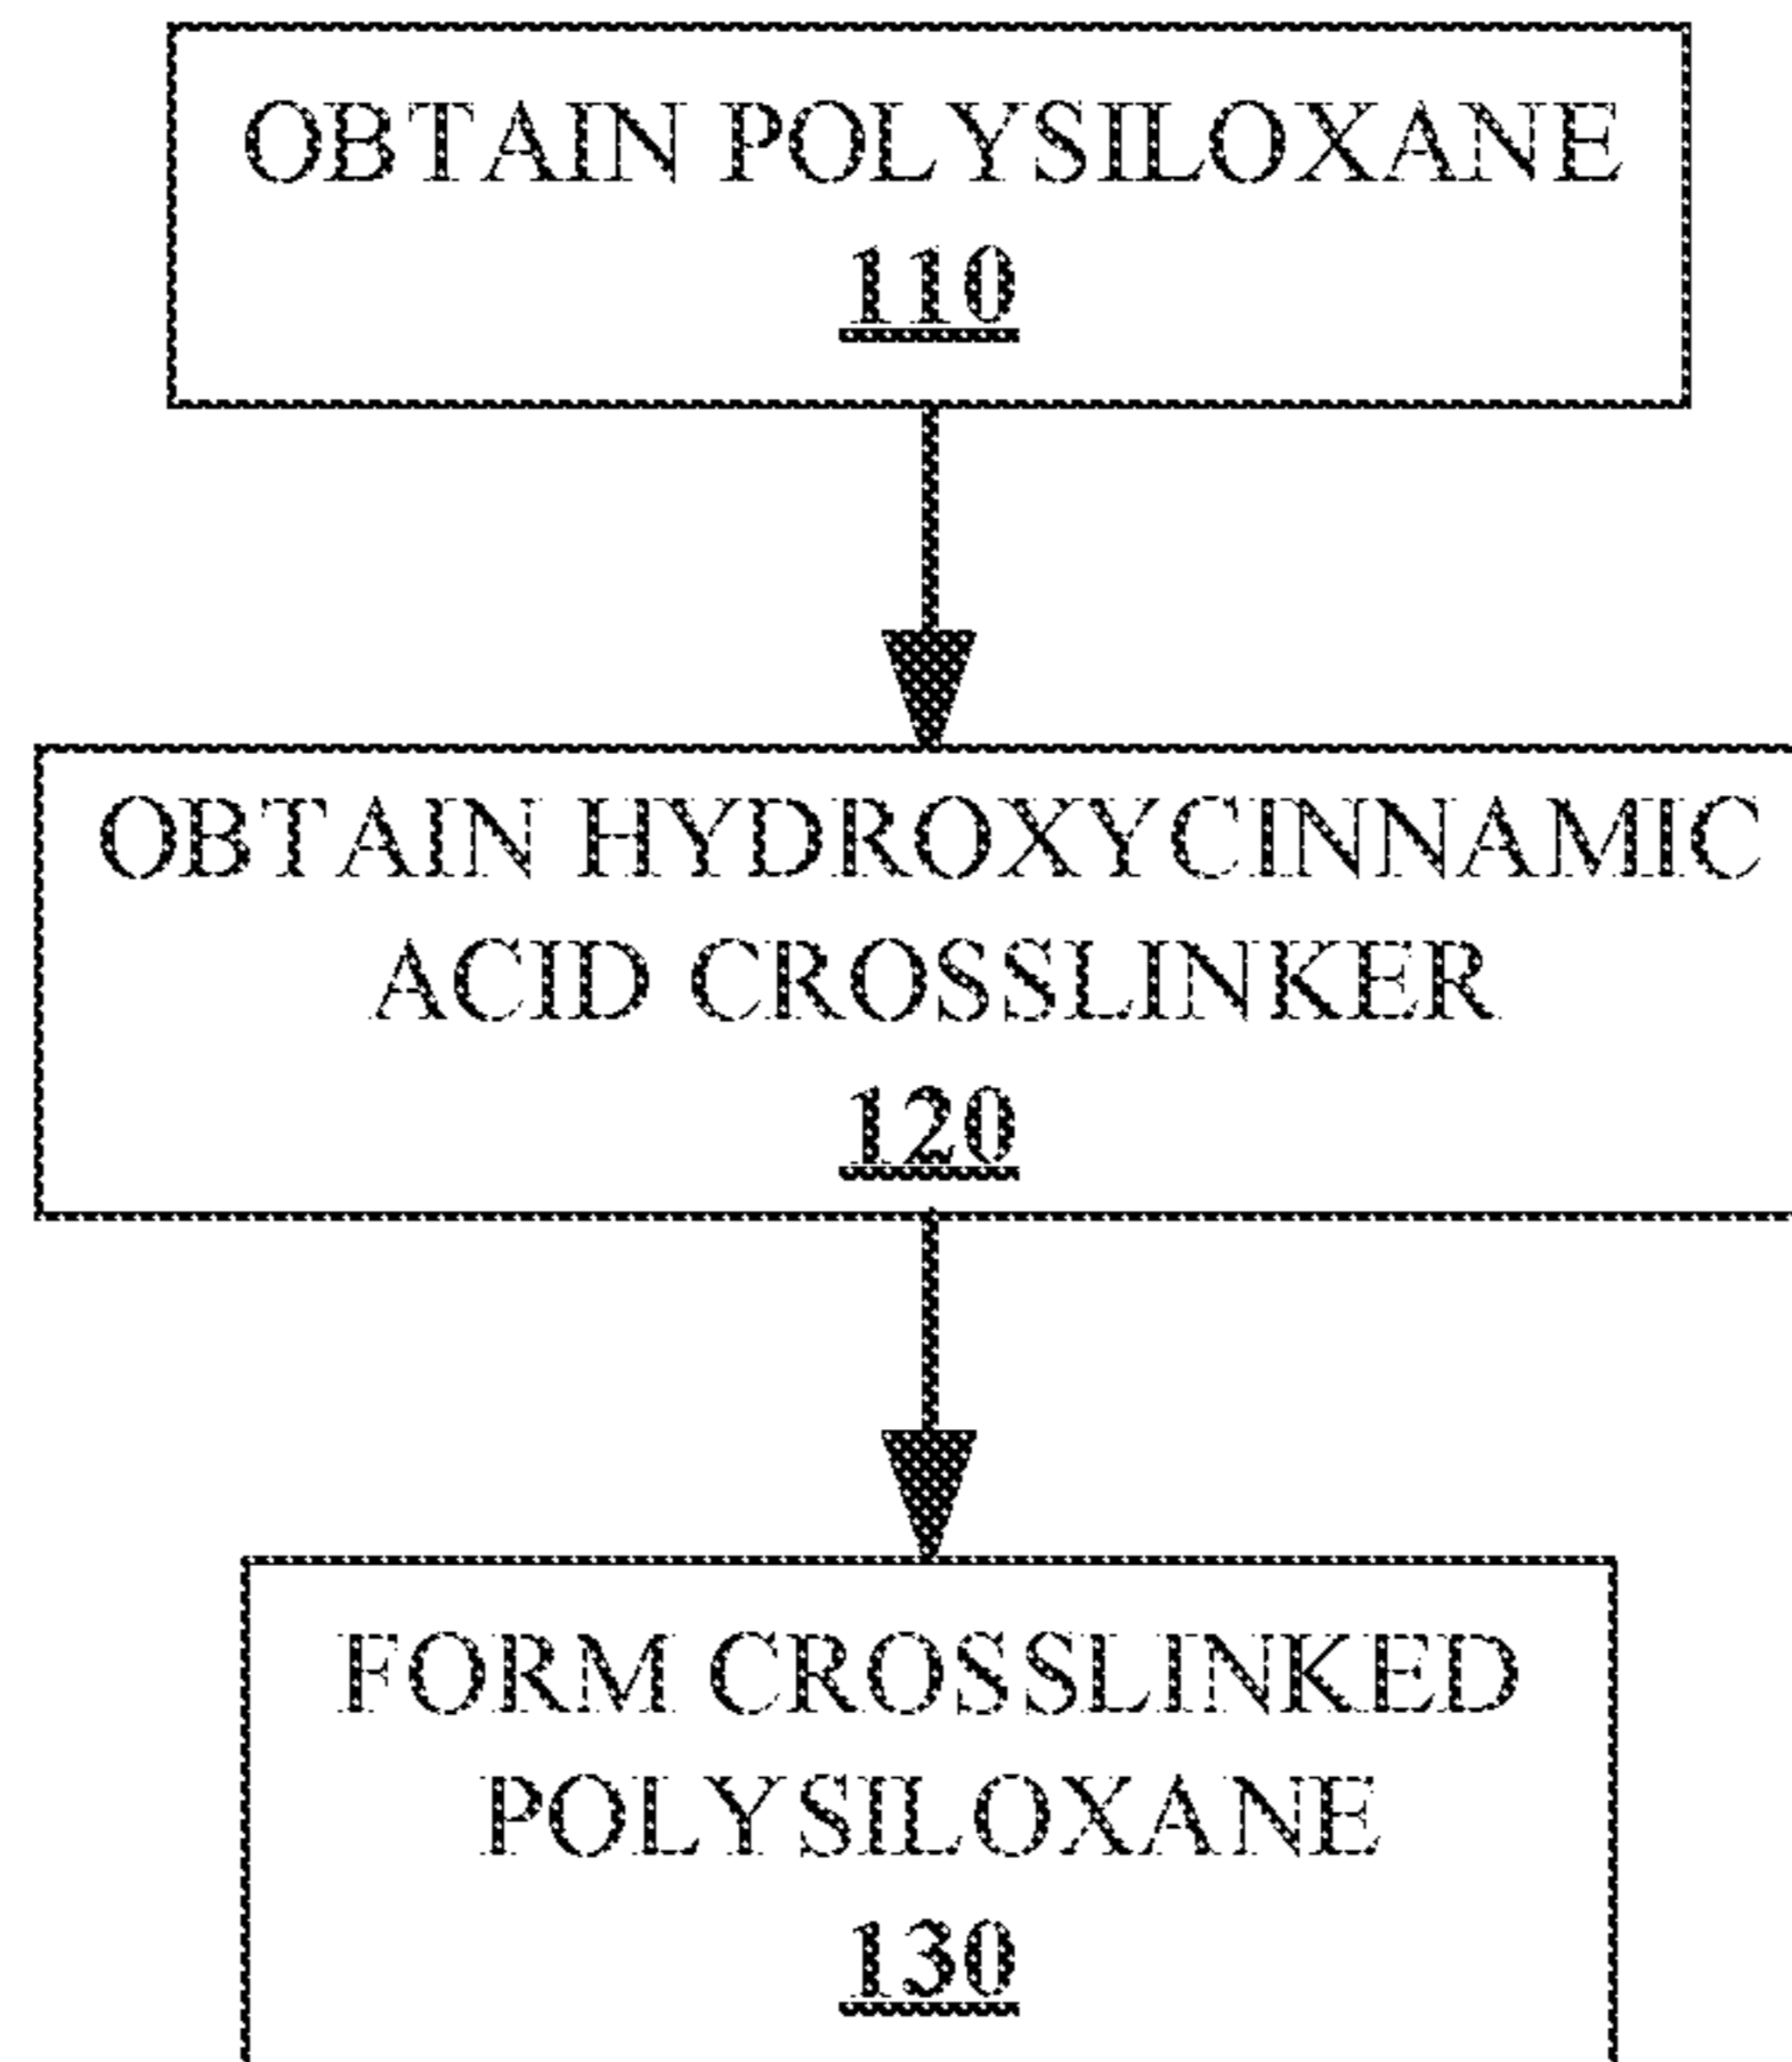 OBTAIN POLYSILOXANE
110
OBTAIN HYDROXYCINNAMIC
ACID CROSSLINKER
120
FORM CROSSLINKED
POLYSILOXANE
130